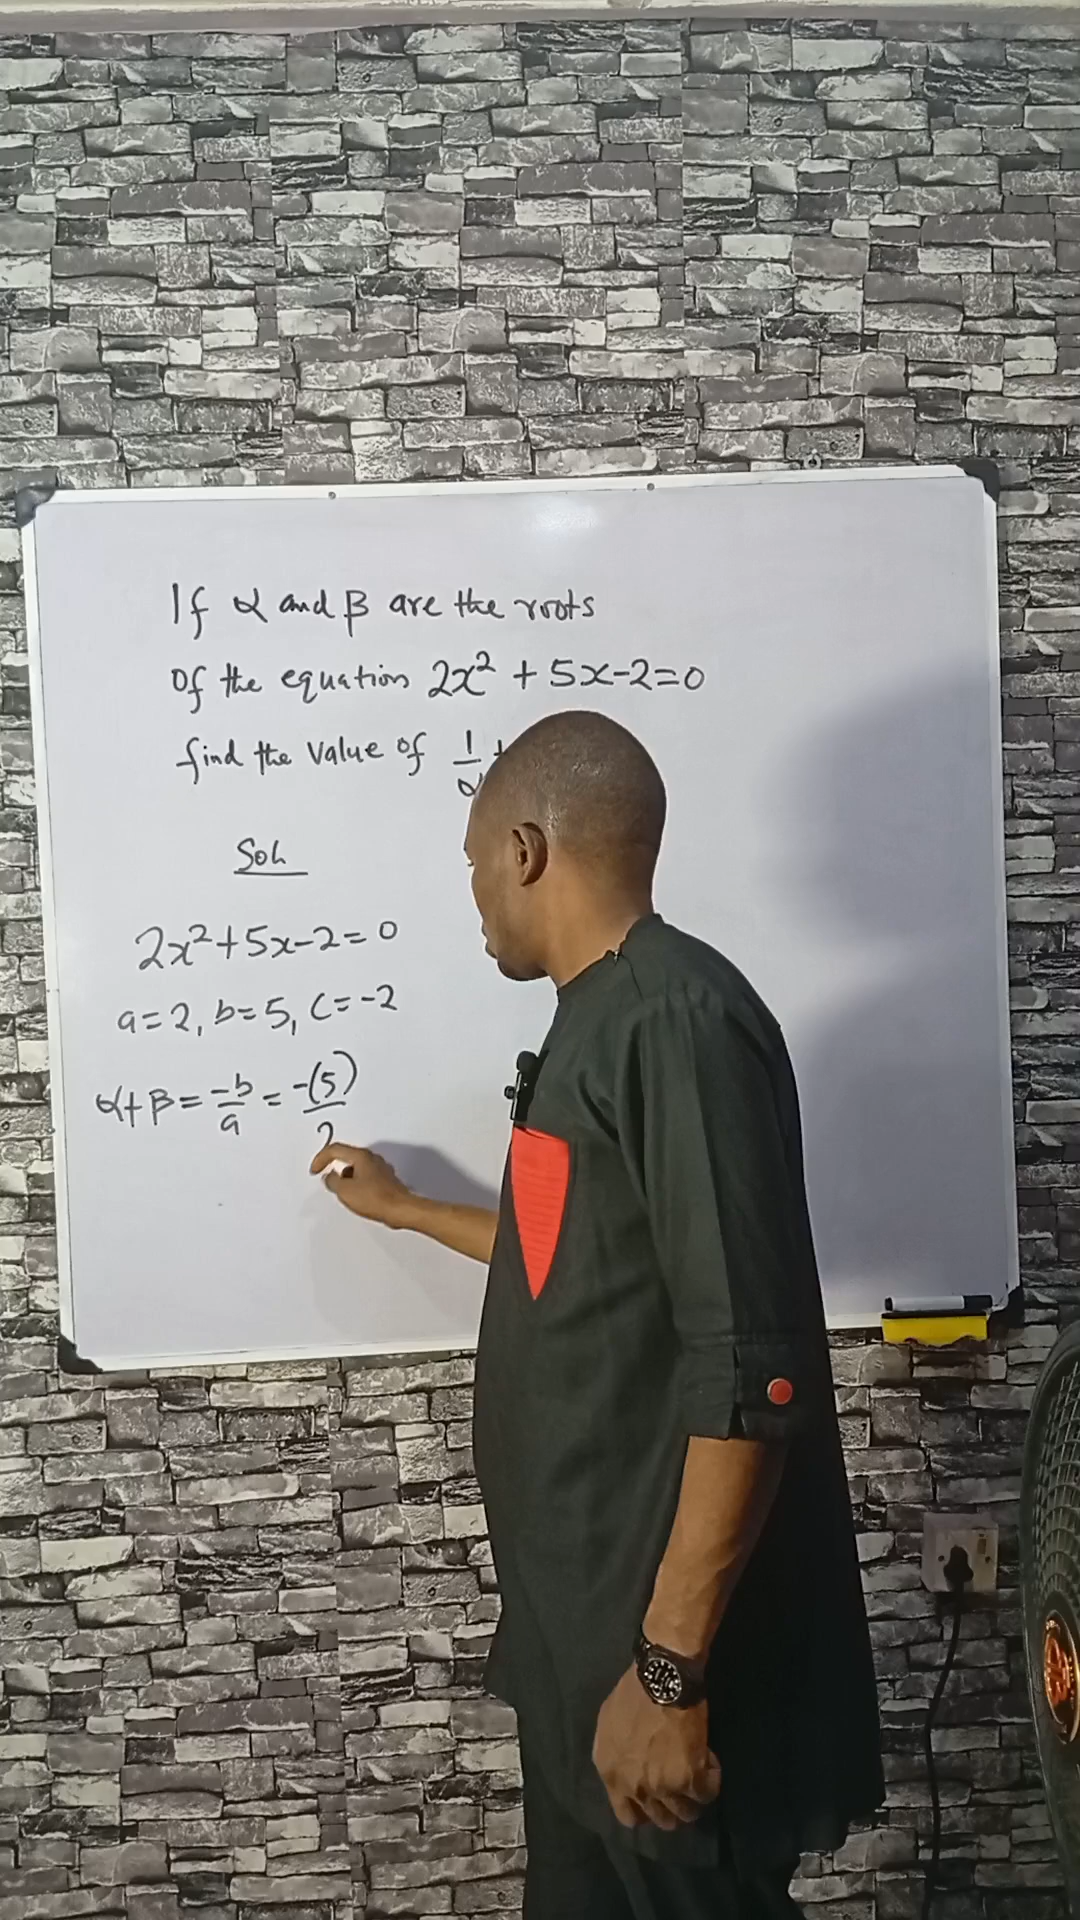 If α and β are the roots
of the equation 2x² + 5x-2=0
find the value of 1/α +
Soln
2x²+5x-2=0
a=2, b=5, c=-2
α+β = -b/a = -(5)/2